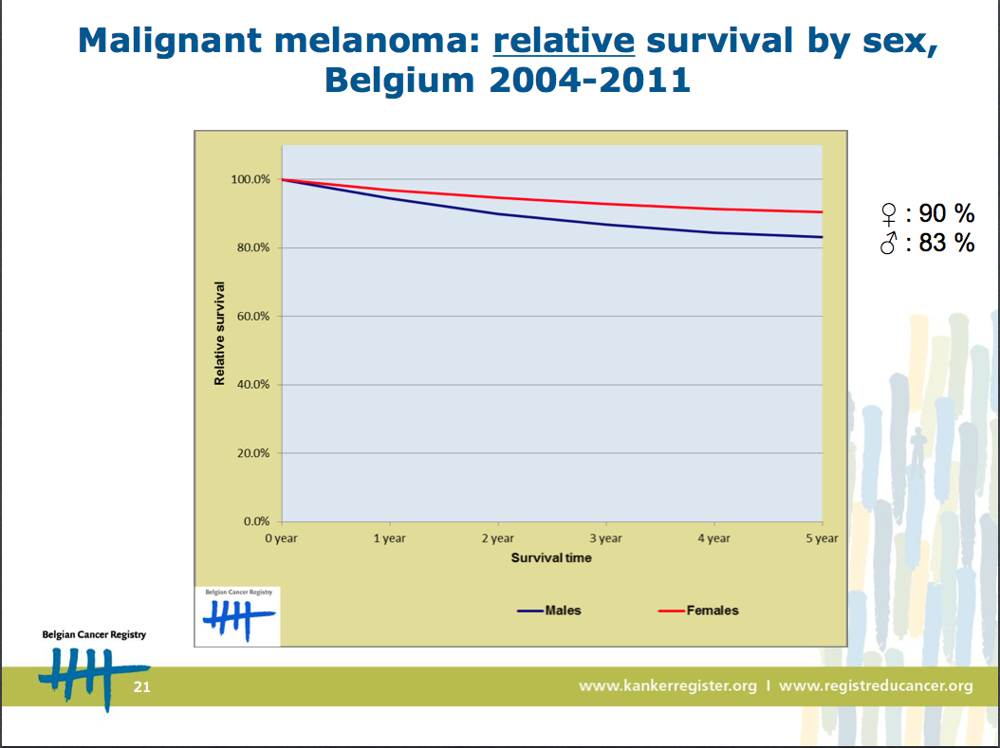 Malignant melanoma: relative survival by sex,
Belgium 2004-2011
100.0%
80.0%
60.0%
40.0%
20.0%
0.0%
Relative survival
0 year
1 year
2 year
3 year
4 year
5 year
Survival time
Males
Females
Belgian Cancer Registry
♀ : 90 %
♂ : 83 %
Belgian Cancer Registry
21
www.kankerregister.org I www.registreducancer.org